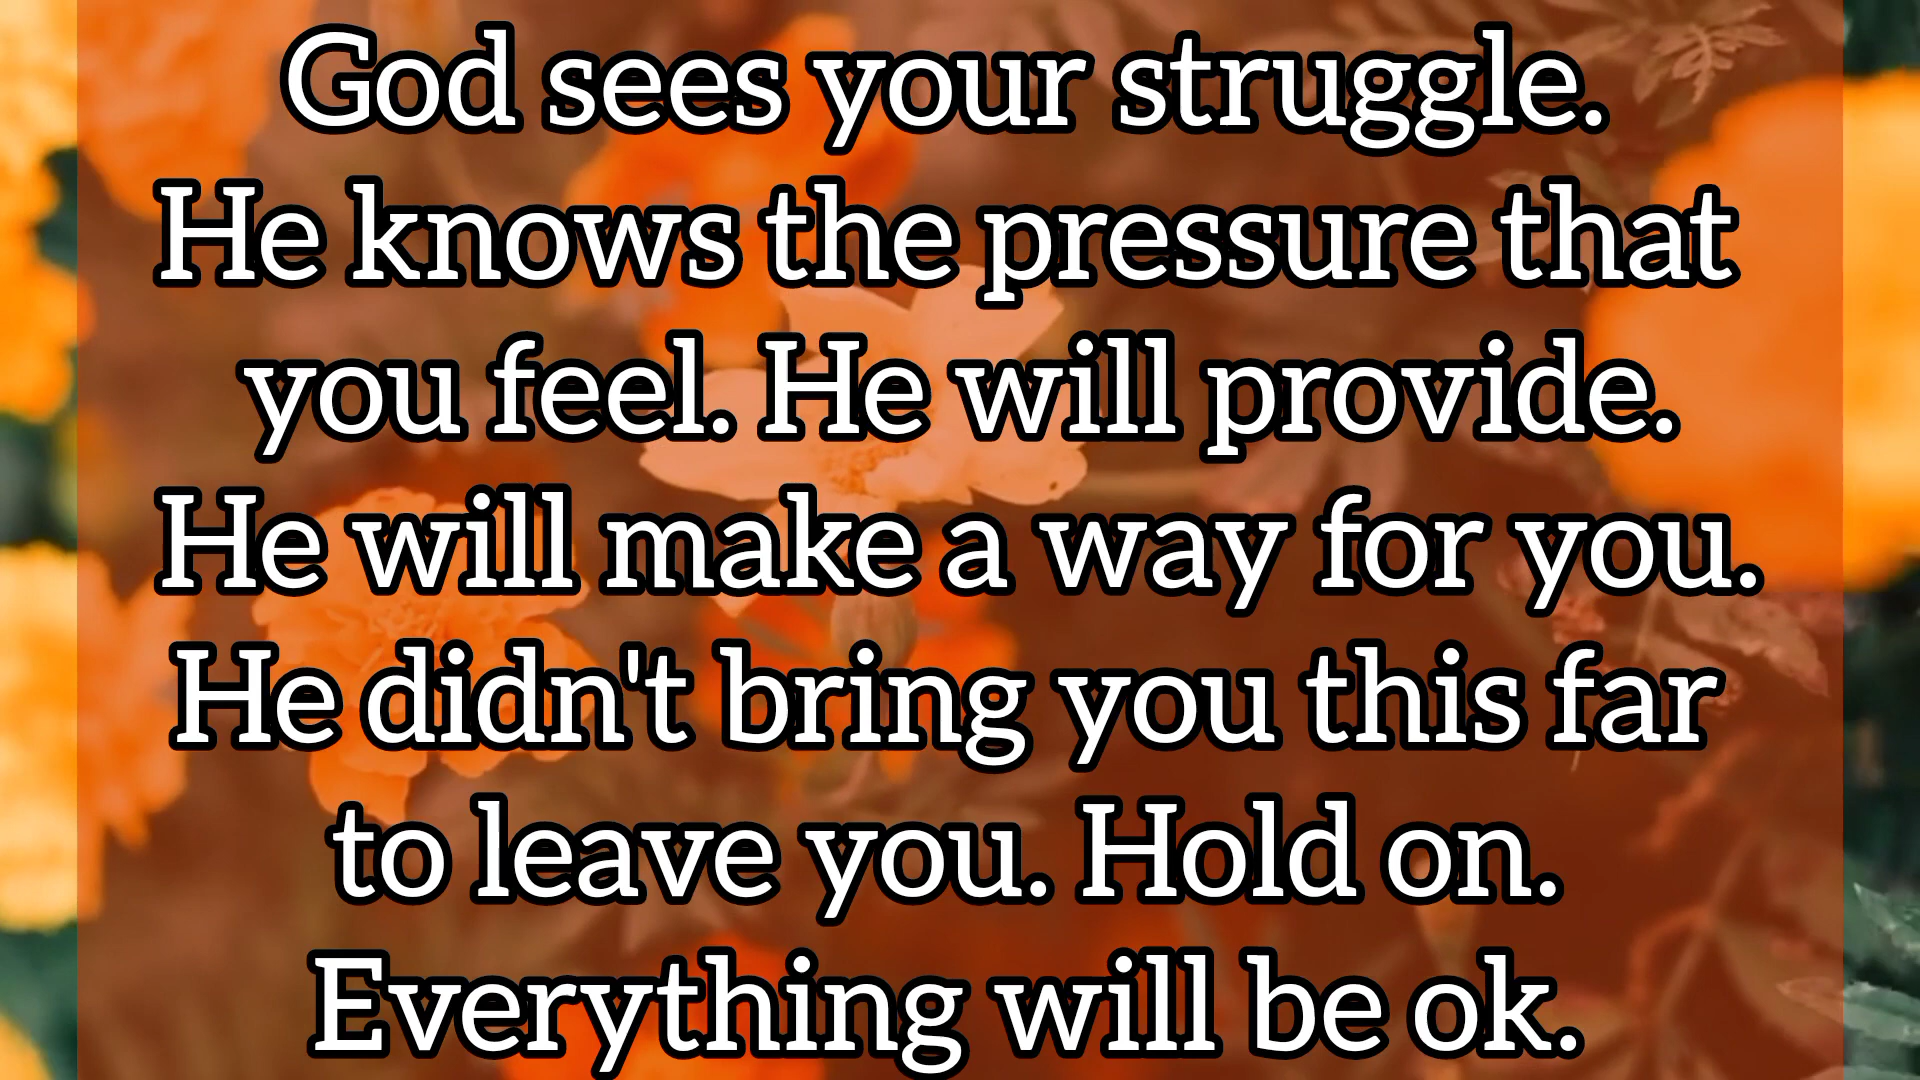 God sees your struggle.
He knows the pressure that
you feel. He will provide.
He will make a way for you.
He didn't bring you this far
to leave you. Hold on.
Everything will be ok.